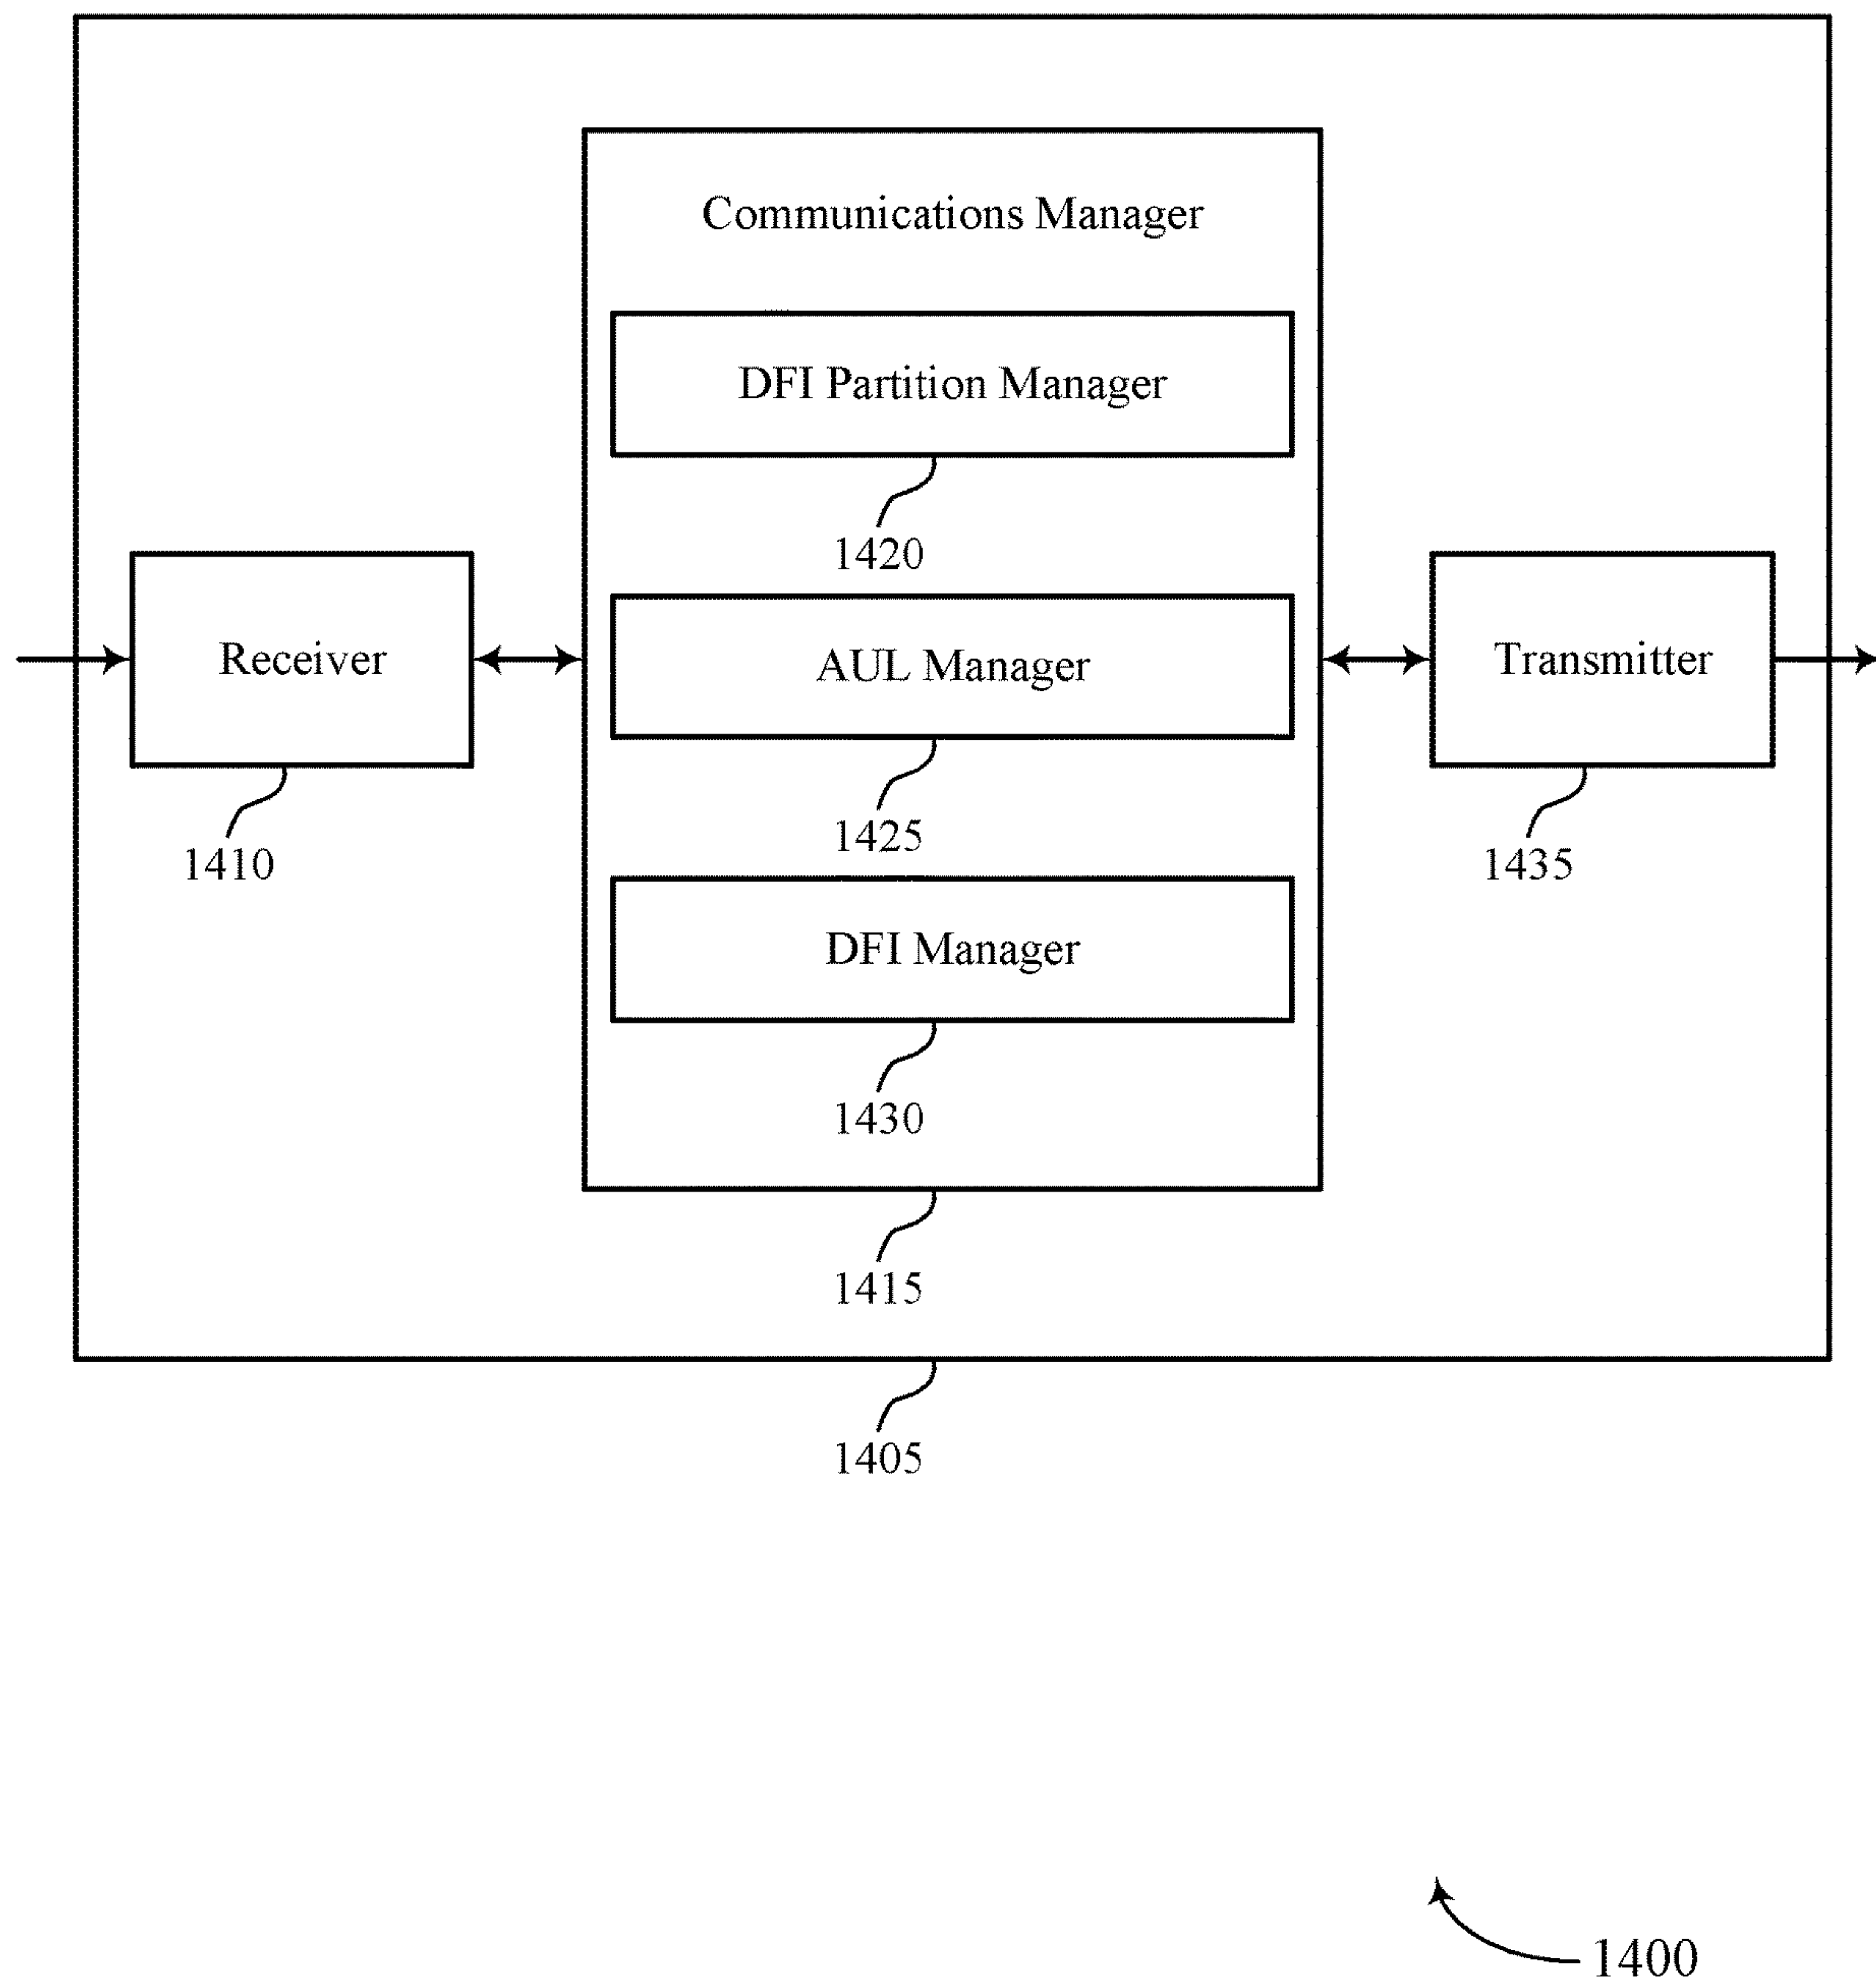 Communications Manager
DFI Partition Manager
1420
Receiver
AUL Manager
Transmitter
1410
1425
1435
DFI Manager
1430
1415
1405
1400